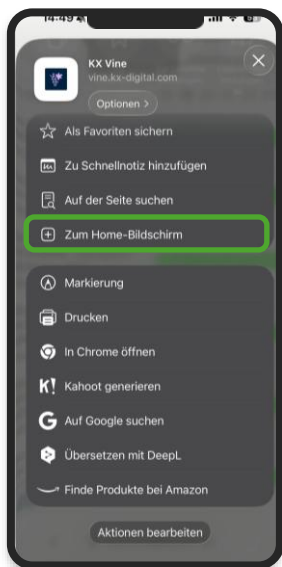 14:49
KX Vine
vine.kx-digital.com
Optionen >
Als Favoriten sichern
Zu Schnellnotiz hinzufügen
Auf der Seite suchen
Zum Home-Bildschirm
Markierung
Drucken
In Chrome öffnen
K! Kahoot generieren
G Auf Google suchen
Übersetzen mit DeepL
Finde Produkte bei Amazon
Aktionen bearbeiten